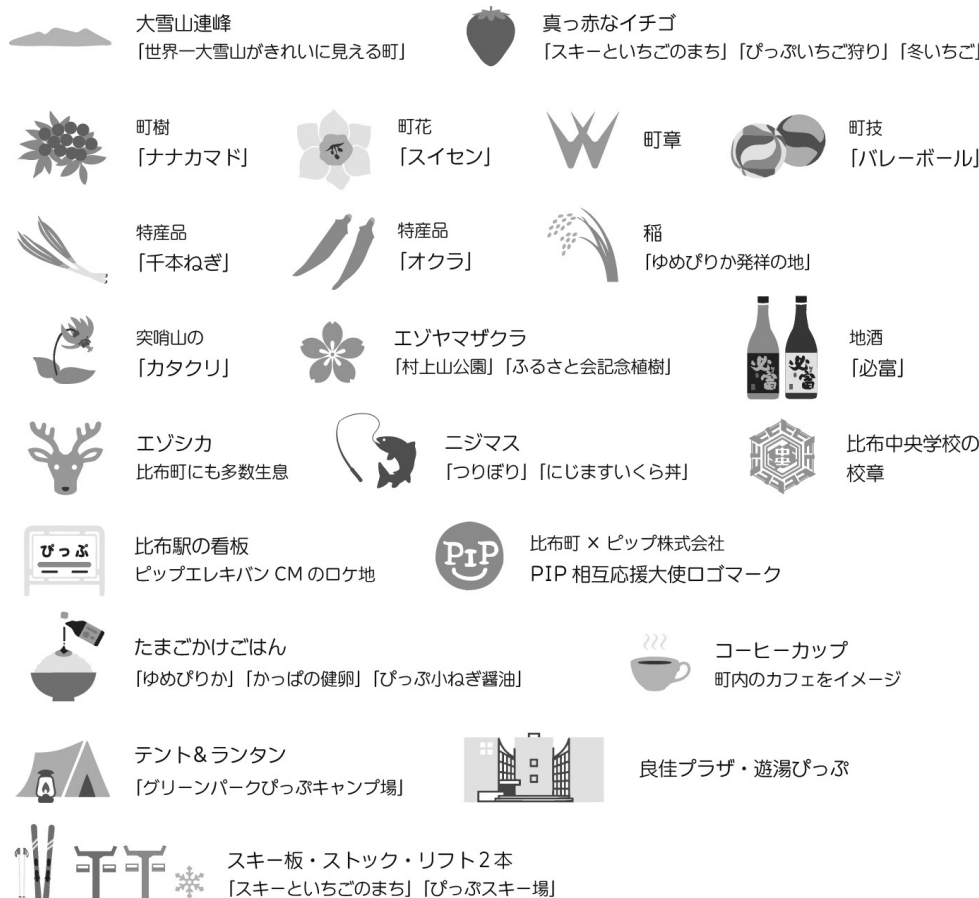 大雪山連峰
「世界一大雪山がきれいに見える町」
真っ赤なイチゴ
「スキーといちごのまち」「ぴっぷいちご狩り」「冬いちご」
町樹
「ナナカマド」
町花
「スイセン」
町章
町技
「バレーボール」
特産品
「千本ねぎ」
特産品
「オクラ」
稲
「ゆめぴりか発祥の地」
突哨山の
「カタクリ」
エゾヤマザクラ
「村上山公園」「ふるさと会記念植樹」
必富
必富
地酒
「必富」
エゾシカ
比布町にも多数生息
ニジマス
「つりぼり」「にじますいくら丼」
比布中央学校の
校章
ぴっぷ
比布駅の看板
ピップエレキバン CM のロケ地
PIP
比布町 × ピップ株式会社
PIP 相互応援大使ロゴマーク
たまごかけごはん
「ゆめぴりか」「かっぱの健卵」「ぴっぷ小ねぎ醤油」
コーヒーカップ
町内のカフェをイメージ
テント&ランタン
「グリーンパークぴっぷキャンプ場」
良佳プラザ・遊湯ぴっぷ
スキー板・ストック・リフト2本
「スキーといちごのまち」「ぴっぷスキー場」